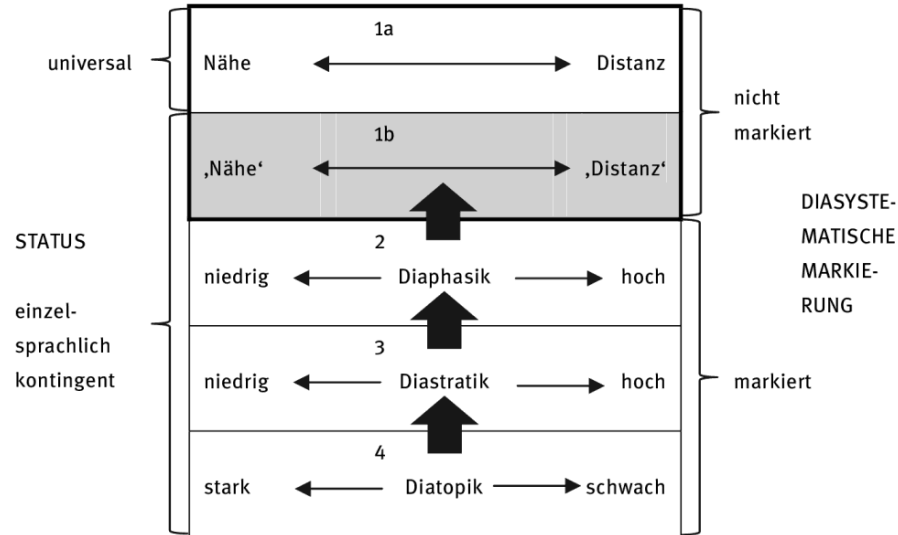 1a
universal
Nähe
Distanz
nicht
markiert
1b
‚Nähe‘
‚Distanz‘
DIASYSTE-
MATISCHE
MARKIE-
RUNG
STATUS
2
niedrig
Diaphasik
hoch
einzel-
sprachlich
kontingent
3
niedrig
Diastratik
hoch
markiert
4
stark
Diatopik
schwach